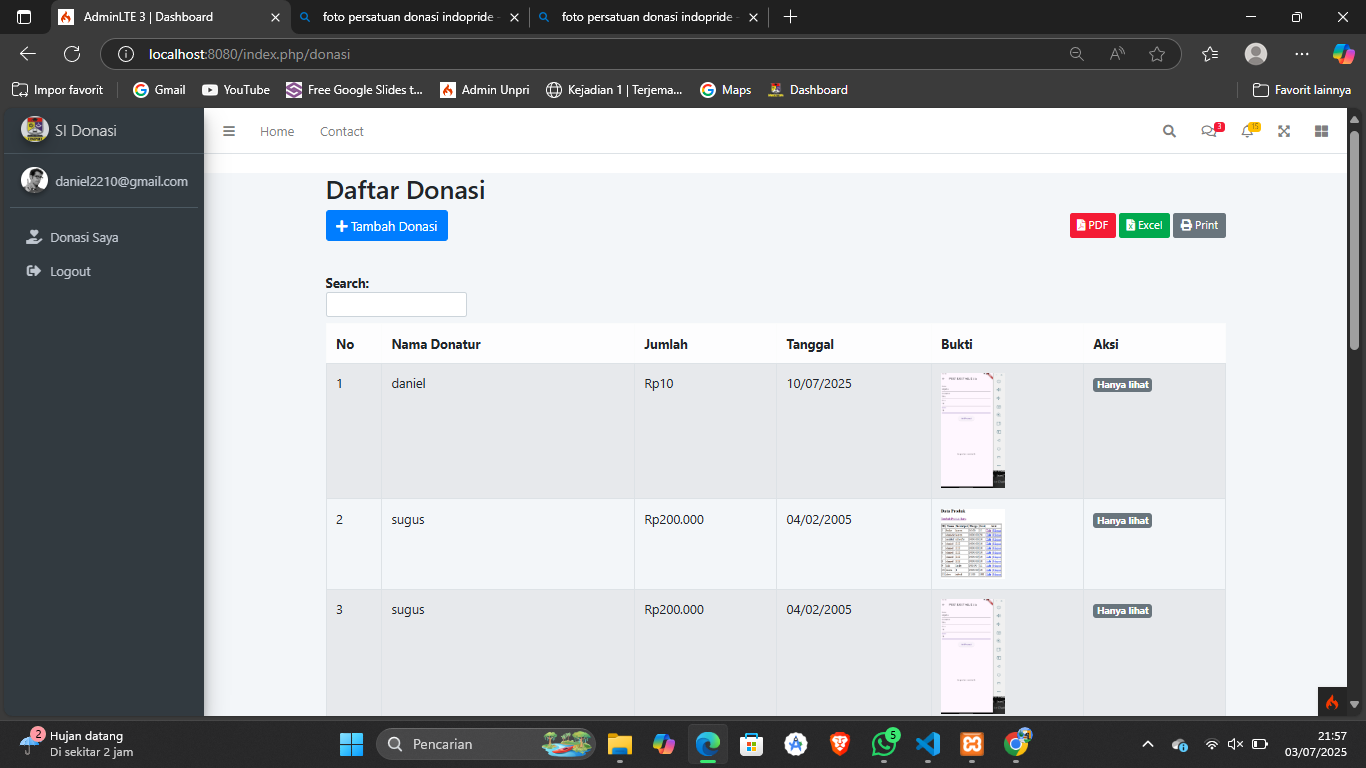 AdminLTE 3 | Dashboard
foto persatuan donasi indopride
foto persatuan donasi indopride
localhost:8080/index.php/donasi
Impor favorit
Gmail
YouTube
Free Google Slides t...
Admin Unpri
Kejadian 1 | Terjema...
Maps
Dashboard
Favorit lainnya
SI Donasi
Home
Contact
3
15
daniel2210@gmail.com
Donasi Saya
Logout
Daftar Donasi
Tambah Donasi
PDF
Excel
Print
Search:
No
Nama Donatur
Jumlah
Tanggal
Bukti
Aksi
1
daniel
Rp10
10/07/2025
Hanya lihat
2
sugus
Rp200.000
04/02/2005
Data Produk
Hanya lihat
3
sugus
Rp200.000
04/02/2005
Hanya lihat
2
Hujan datang
Di sekitar 2 jam
Pencarian
5
21:57
03/07/2025